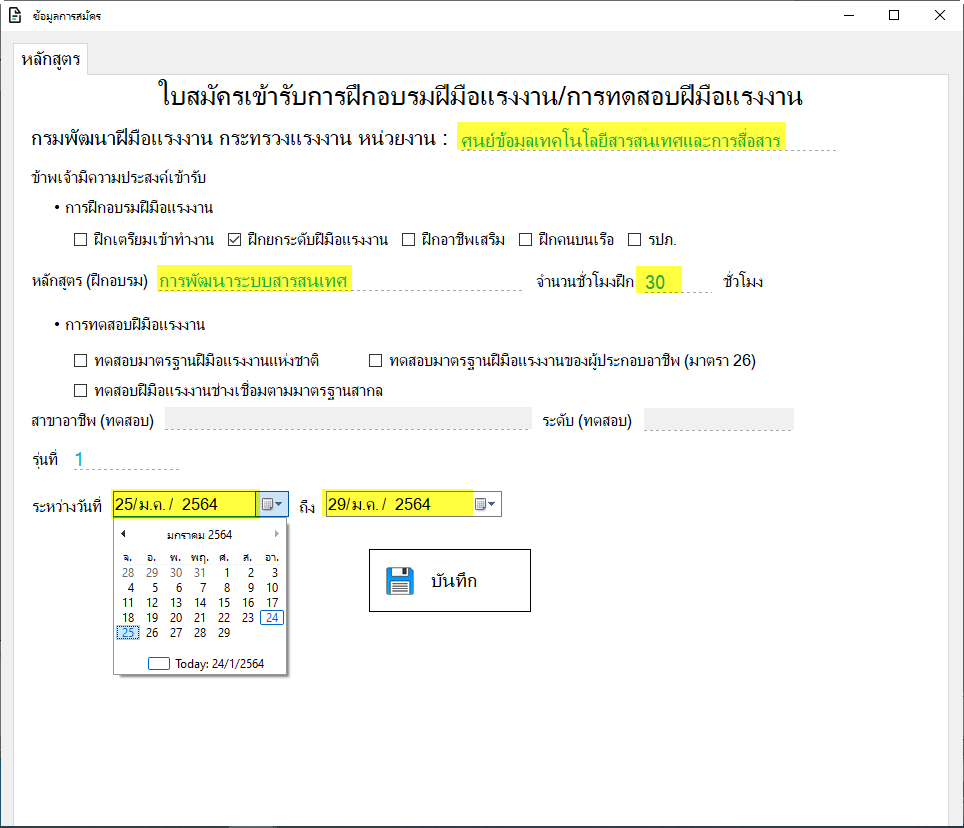 ข้อมูลการสมัคร
หลักสูตร
ใบสมัครเข้ารับการฝึกอบรมฝีมือแรงงาน/การทดสอบฝีมือแรงงาน
กรมพัฒนาฝีมือแรงงาน กระทรวงแรงงาน หน่วยงาน : ศูนย์ข้อมูลเทคโนโลยีสารสนเทศและการสื่อสาร
ข้าพเจ้ามีความประสงค์เข้ารับ
• การฝึกอบรมฝีมือแรงงาน
ฝึกเตรียมเข้าทำงาน ฝึกยกระดับฝีมือแรงงาน ฝึกอาชีพเสริม ฝึกคนบนเรือ รปภ.
หลักสูตร (ฝึกอบรม) การพัฒนาระบบสารสนเทศ จำนวนชั่วโมงฝึก 30 ชั่วโมง
• การทดสอบฝีมือแรงงาน
ทดสอบมาตรฐานฝีมือแรงงานแห่งชาติ ทดสอบมาตรฐานฝีมือแรงงานของผู้ประกอบอาชีพ (มาตรา 26)
ทดสอบฝีมือแรงงานช่างเชื่อมตามมาตรฐานสากล
สาขาอาชีพ (ทดสอบ) ระดับ (ทดสอบ)
รุ่นที่ 1
ระหว่างวันที่ 25/ ม.ค. / 2564 ถึง 29/ ม.ค. / 2564
มกราคม 2564
จ. อ. พ. พฤ. ศ. ส. อา.
28 29 30 31 1 2 3
4 5 6 7 8 9 10
11 12 13 14 15 16 17
18 19 20 21 22 23 24
25 26 27 28 29
Today: 24/1/2564
บันทึก